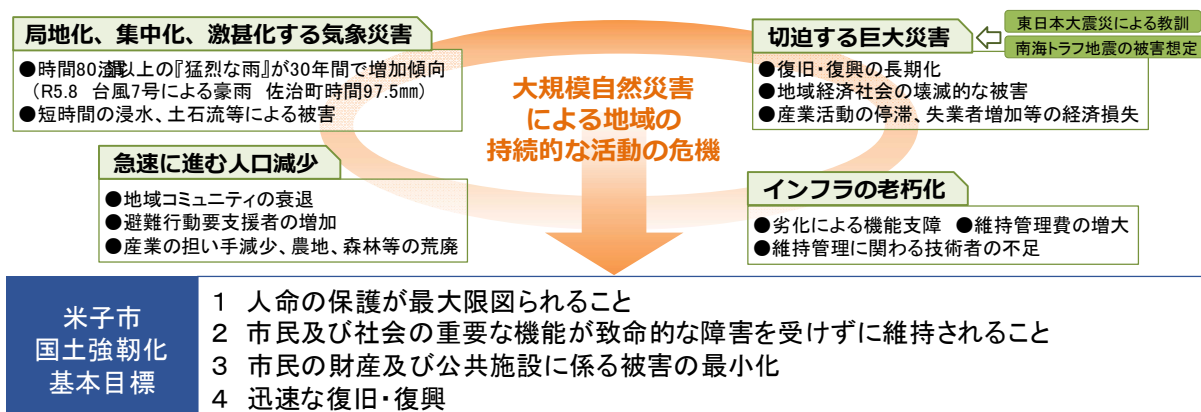 局地化、集中化、激甚化する気象災害
●時間80㍉以上の『猛烈な雨』が30年間で増加傾向
（R5.8　台風7号による豪雨　佐治町時間97.5㎜）
●短時間の浸水、土石流等による被害
切迫する巨大災害
東日本大震災による教訓
南海トラフ地震の被害想定
●復旧・復興の長期化
●地域経済社会の壊滅的な被害
●産業活動の停滞、失業者増加等の経済損失
大規模自然災害
による地域の
持続的な活動の危機
急速に進む人口減少
●地域コミュニティの衰退
●避難行動要支援者の増加
●産業の担い手減少、農地、森林等の荒廃
インフラの老朽化
●劣化による機能支障　●維持管理費の増大
●維持管理に関わる技術者の不足
米子市
国土強靭化
基本目標
1　人命の保護が最大限図られること
2　市民及び社会の重要な機能が致命的な障害を受けずに維持されること
3　市民の財産及び公共施設に係る被害の最小化
4　迅速な復旧・復興